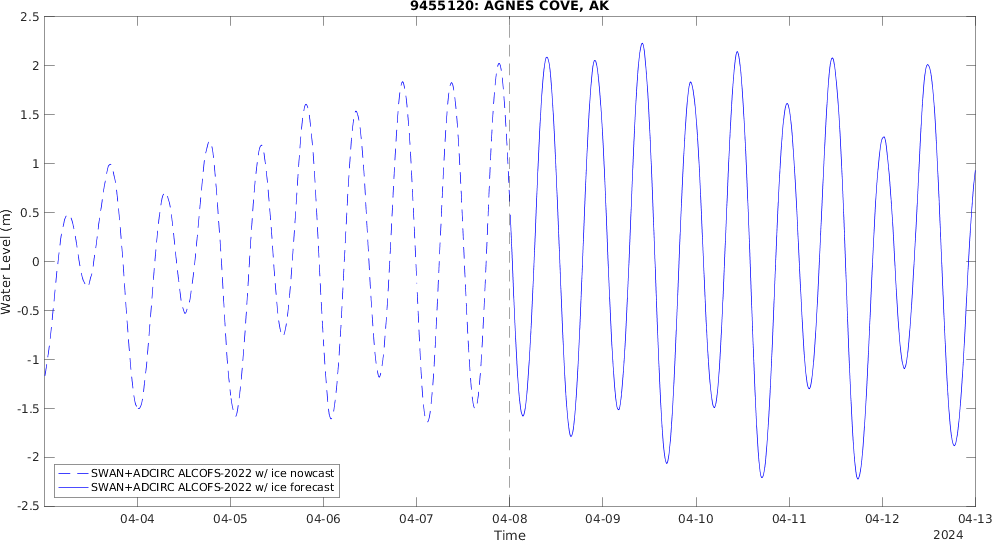 9455120: AGNES COVE, AK
2.5
2
1.5
1
0.5
0
-0.5
-1
-1.5
-2
-2.5
Water Level (m)
SWAN+ADCIRC ALCOFS-2022 w/ ice nowcast
SWAN+ADCIRC ALCOFS-2022 w/ ice forecast
04-04 04-05 04-06 04-07 04-08 04-09 04-10 04-11 04-12 04-13
Time
2024